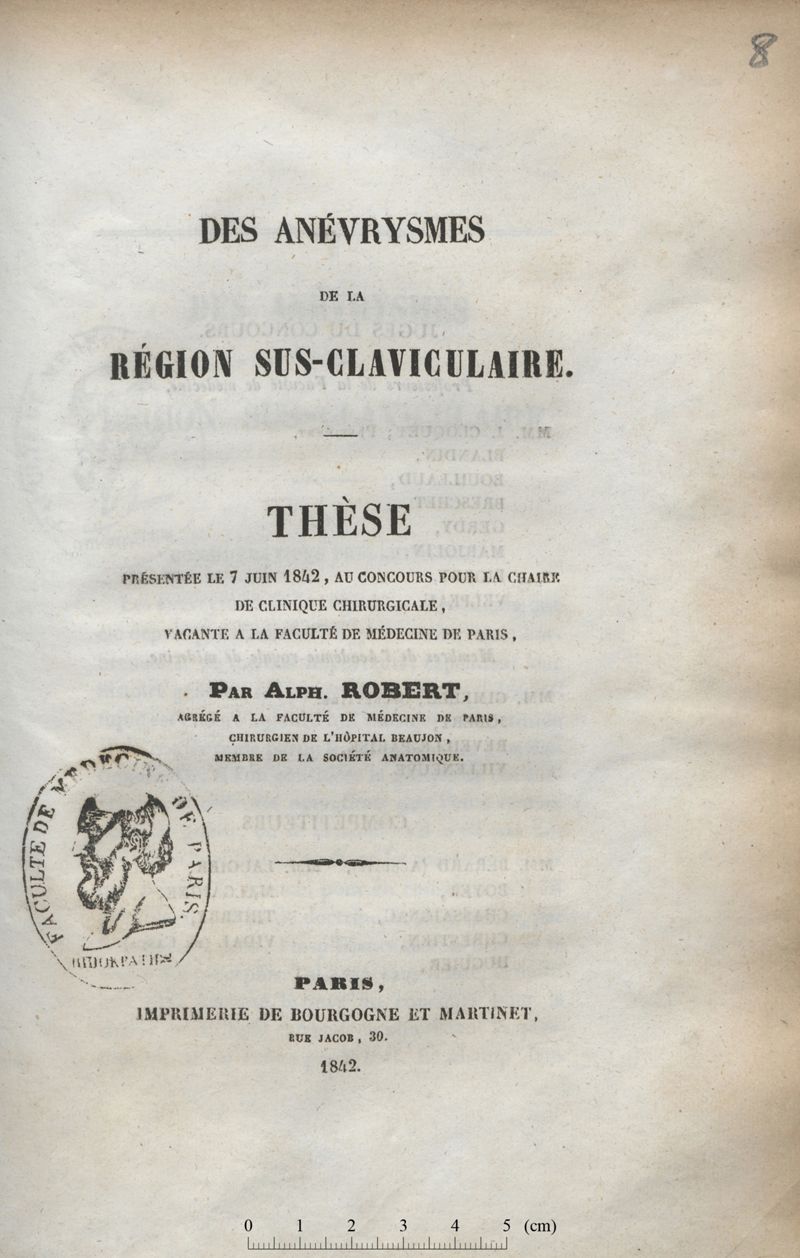 8
DES ANÉVRYSMES
DE LA
RÉGION SUS-CLAVICULAIRE.
THÈSE
PRÉSENTÉE LE 7 JUIN 1842, AU CONCOURS POUR LA CHAIRE
DE CLINIQUE CHIRURGICALE,
VACANTE A LA FACULTÉ DE MÉDECINE DE PARIS,
PAR ALPH. ROBERT,
AGRÉGÉ A LA FACULTÉ DE MÉDECINE DE PARIS,
CHIRURGIEN DE L'HÔPITAL BEAUJON,
MEMBRE DE LA SOCIÉTÉ ANATOMIQUE.
FACULTÉ DE MEDECINE DE PARIS.
PARIS,
IMPRIMERIE DE BOURGOGNE ET MARTINET,
RUE JACOB, 30.
1842.
0 1 2 3 4 5 (cm)